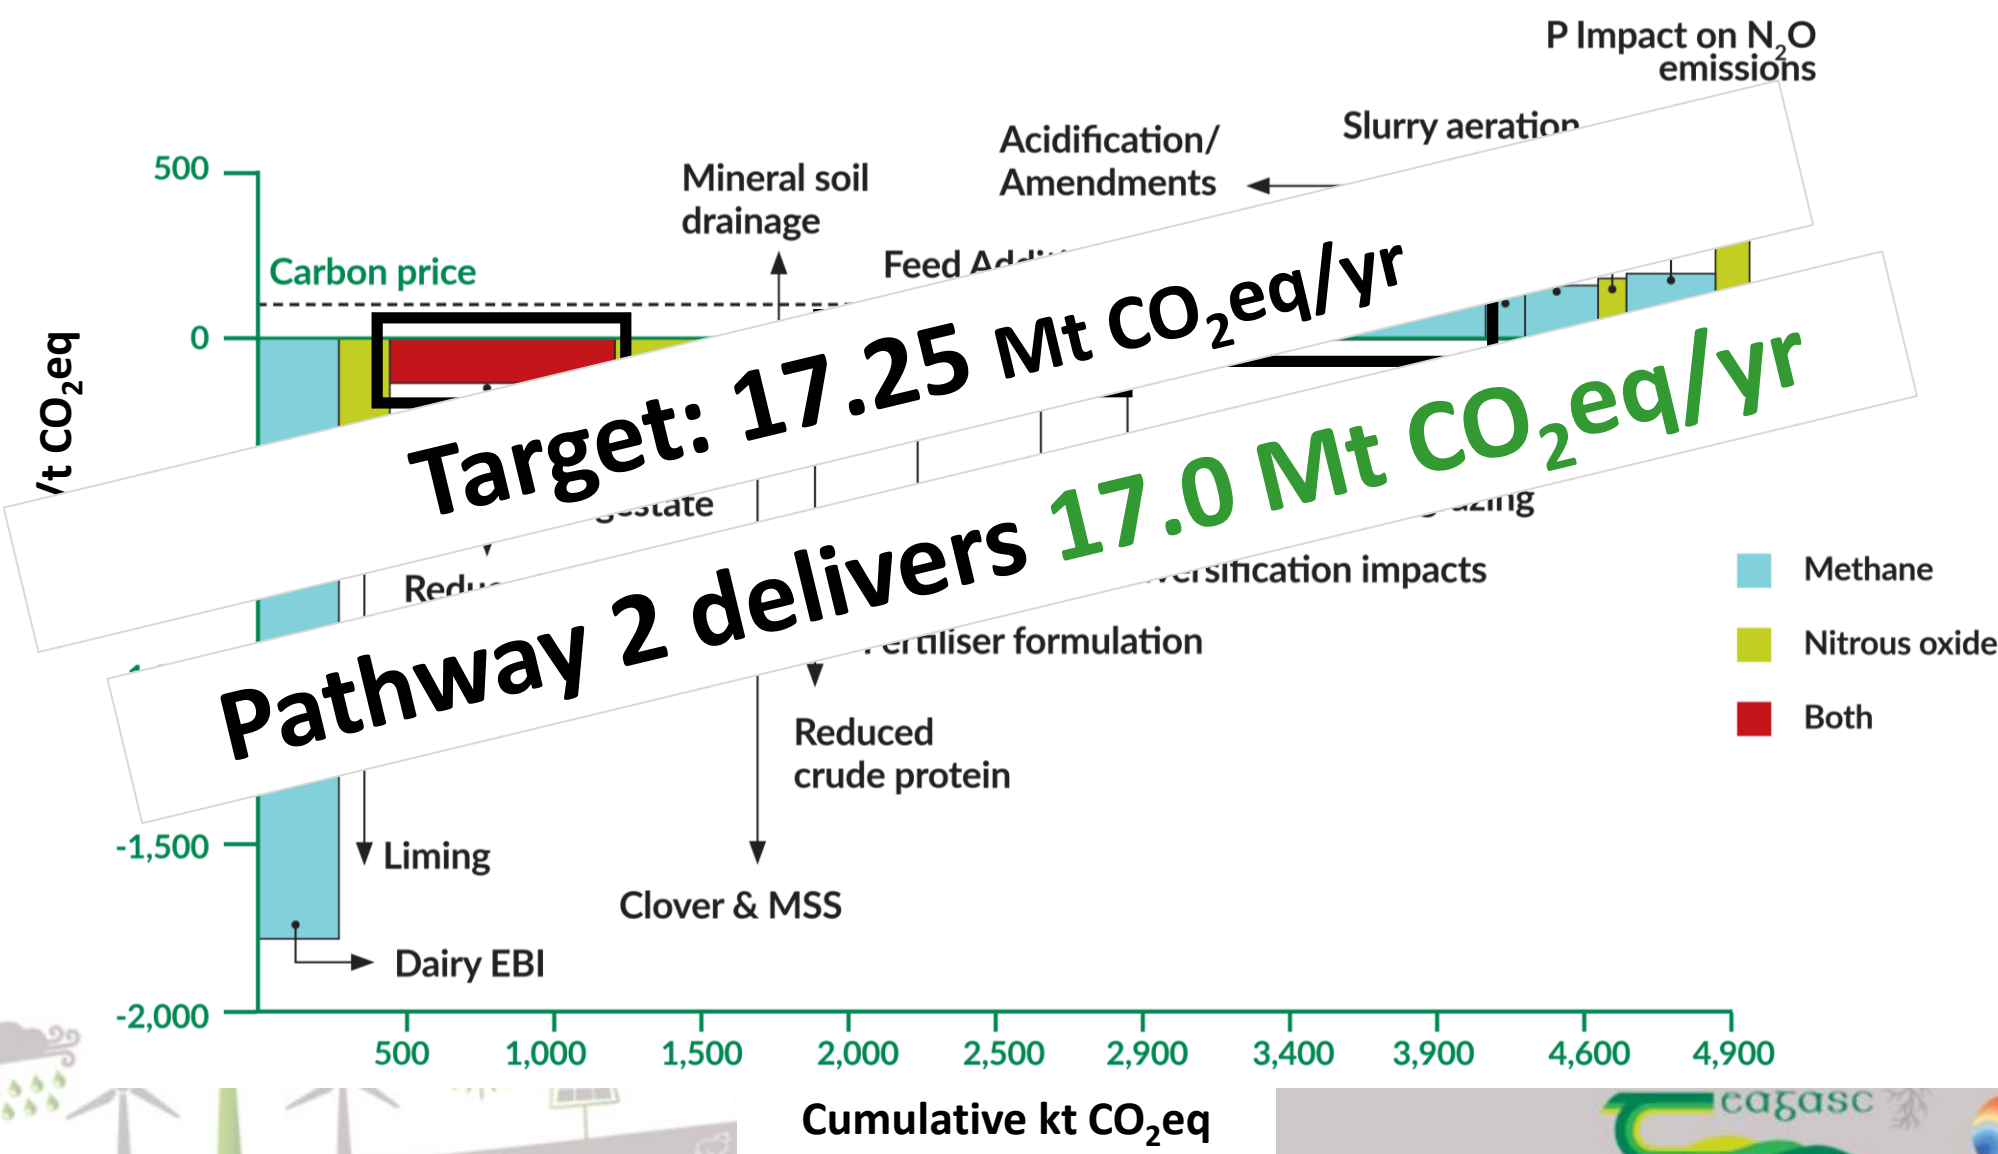 P Impact on N₂O
emissions
Slurry aeration
Acidification/
Amendments
Mineral soil
drainage
Feed
500
Carbon price
0
/t CO₂eq
Target: 17.25 Mt CO₂eq/yr
Pathway 2 delivers 17.0 Mt CO₂eq/yr
impacts
formulation
Methane
Nitrous oxide
Both
Reduced
crude protein
-1,500
Liming
Clover & MSS
Dairy EBI
-2,000
500 1,000 1,500 2,000 2,500 2,900 3,400 3,900 4,600 4,900
Cumulative kt CO₂eq
eagasc